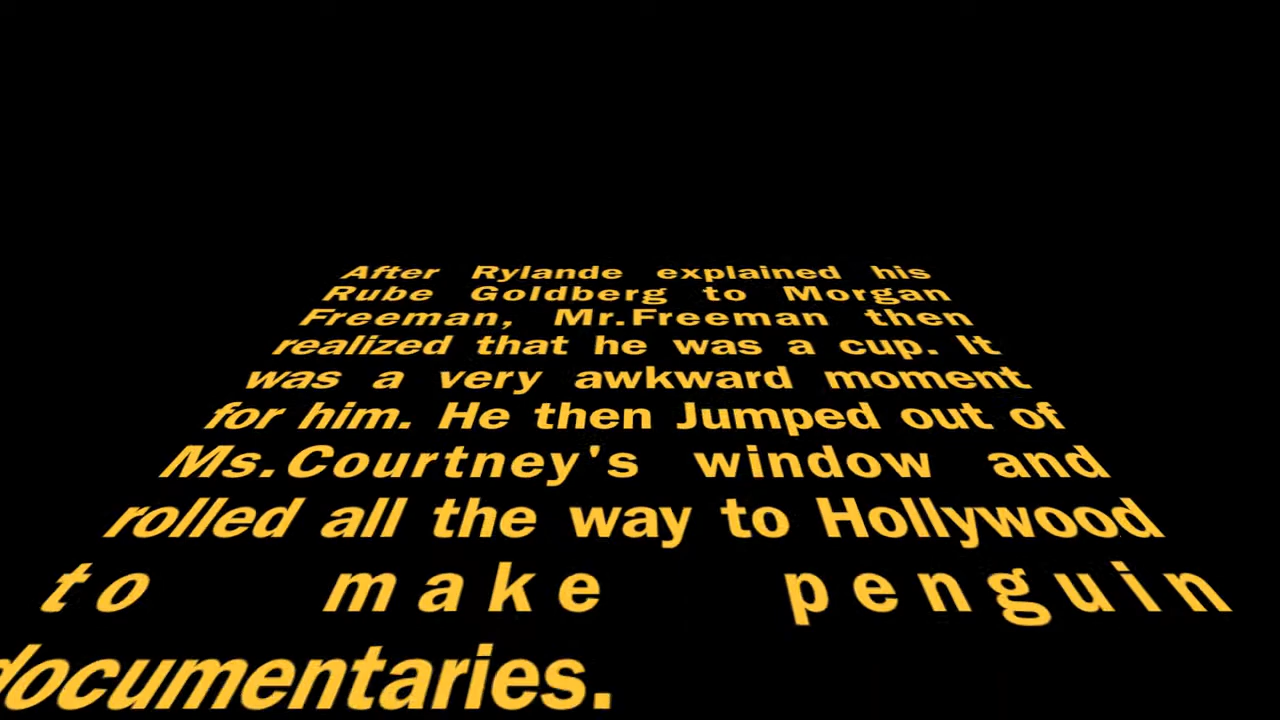 After Rylande explained his
Rube Goldberg to Morgan
Freeman, Mr.Freeman then
realized that he was a cup. It
was a very awkward moment
for him. He then Jumped out of
Ms.Courtney's window and
rolled all the way to Hollywood
to make penguin
documentaries.